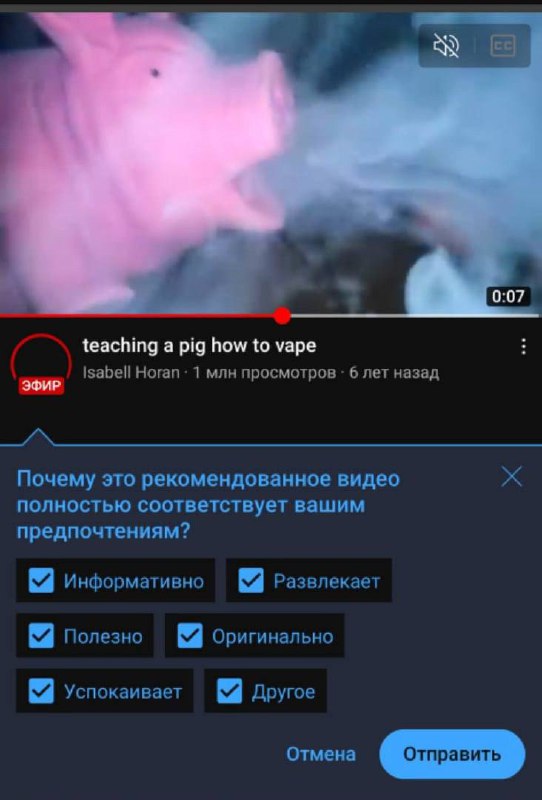 CC
0:07
teaching a pig how to vape
Isabell Horan · 1 млн просмотров · 6 лет назад
ЭФИР
Почему это рекомендованное видео
полностью соответствует вашим
предпочтениям?
Информативно Развлекает
Полезно Оригинально
Успокаивает Другое
Отмена Отправить